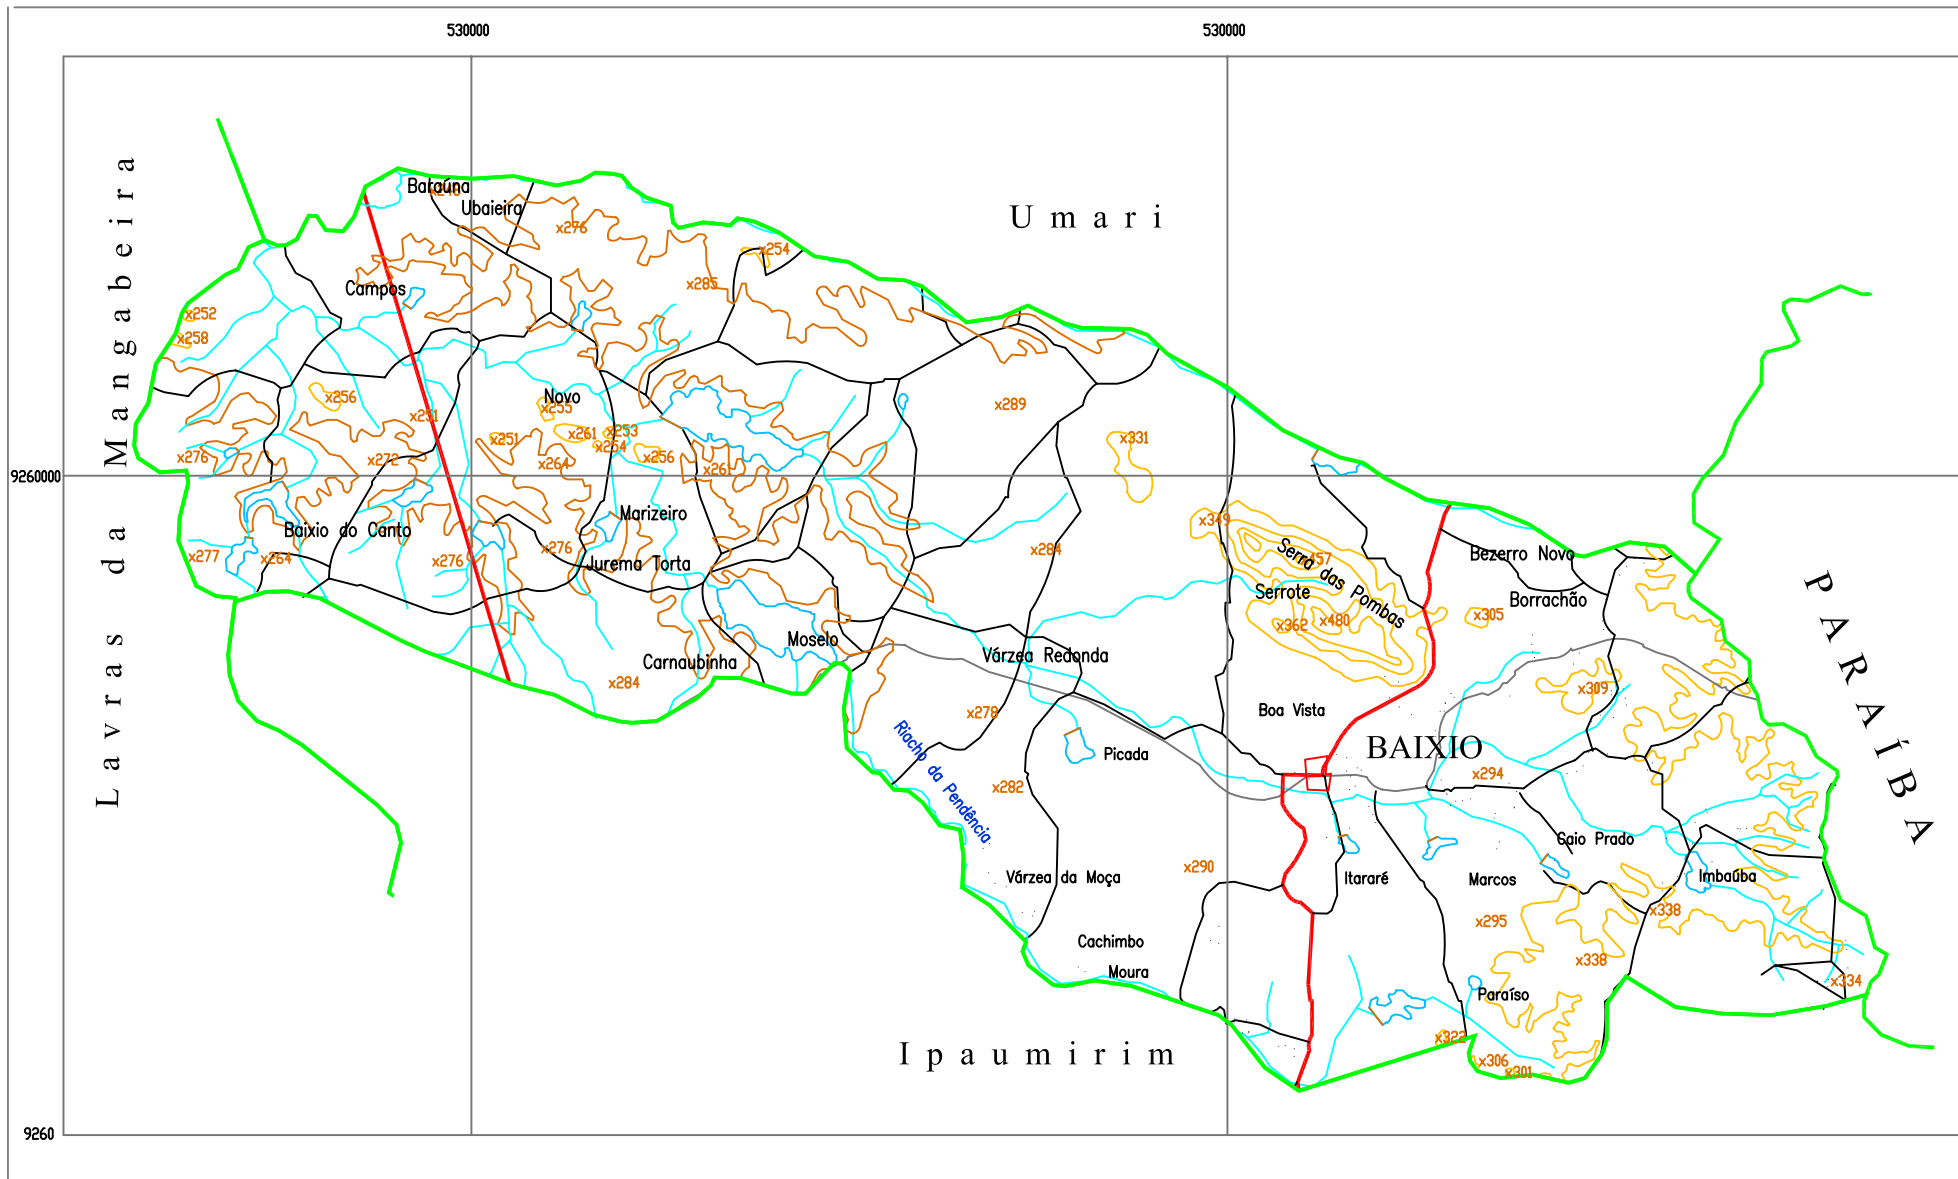 530000
530000
Lavras da Mangabeira
Umari
PARAÍBA
Ipaumirim
9260000
9260
Baraúna
Ubaieira
x276
x254
x285
Campos
x252
x258
x256
x251
Novo
x255
x251
x261
x253
x254
x256
x264
x261
x276
x272
x289
x331
Baixio do Canto
Marizeiro
x277
x264
x276
x276
Jurema Torta
x284
x349
x457
Serra das Pombas
Serrote
x362
x480
Bezerro Novo
Borrachão
x305
Moselo
Carnaubinha
x284
Várzea Redonda
x278
Boa Vista
x309
BAIXIO
Riacho da Pendência
Picada
x282
x294
Gaio Prado
x290
Várzea da Moça
Itararé
Marcos
Imbaúba
x295
x338
Cachimbo
Moura
x338
x334
Paraíso
x322
x306
x301